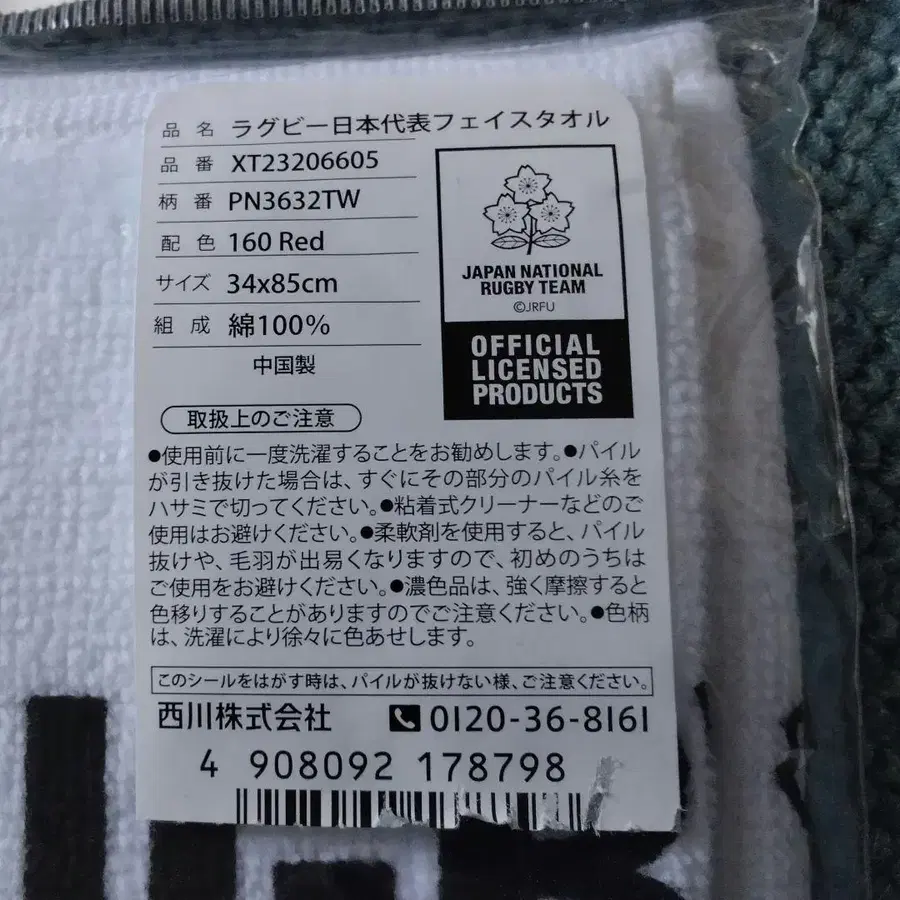 品名 ラグビー日本代表フェイスタオル
品番 XT23206605
柄番 PN3632TW
配色 160 Red
サイズ 34x85cm
組成 綿100%
中国製
JAPAN NATIONAL
RUGBY TEAM
©JRFU
OFFICIAL
LICENSED
PRODUCTS
取扱上のご注意
●使用前に一度洗濯することをお勧めします。●パイル
が引き抜けた場合は、すぐにその部分のパイル糸を
ハサミで切ってください。●粘着式クリーナーなどのご
使用はお避けください。●柔軟剤を使用すると、パイル
抜けや、毛羽が出易くなりますので、初めのうちは
ご使用をお避けください。●濃色品は、強く摩擦すると
色移りすることがありますのでご注意ください。●色柄
は、洗濯により徐々に色あせします。
このシールをはがす時は、パイルが抜けない様、ご注意ください。
西川株式会社 0120-36-8161
4 908092 178798